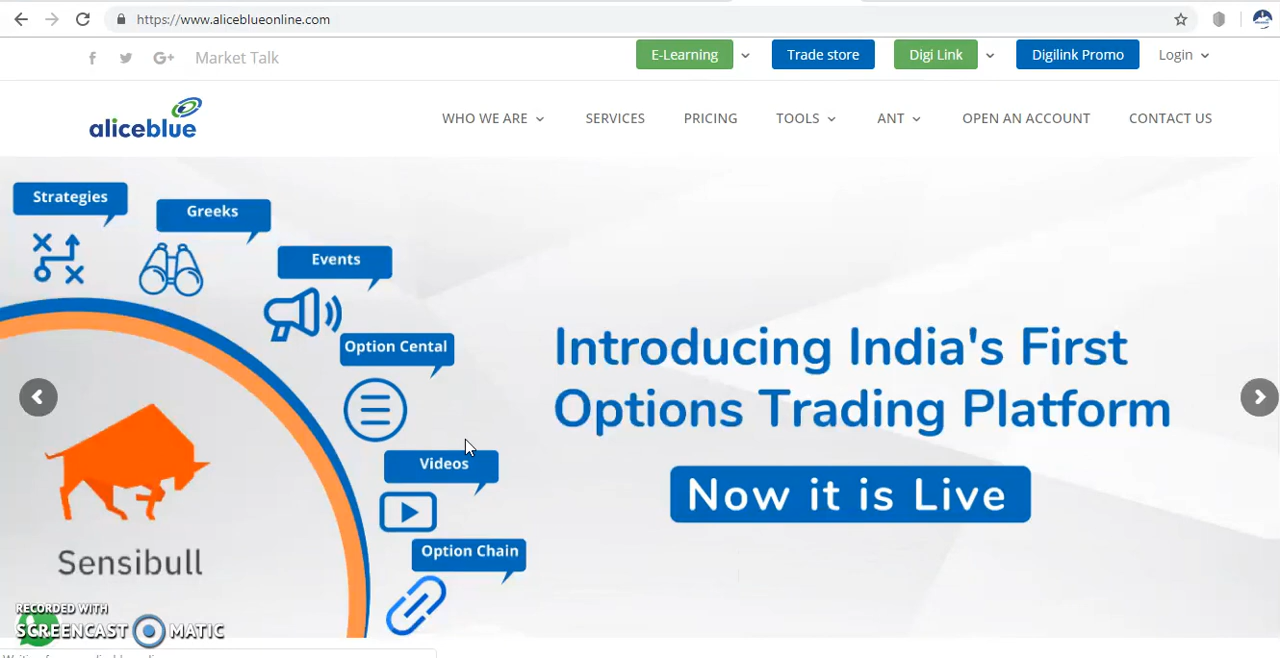 https://www.aliceblueonline.com
Market Talk
E-Learning
Trade store
Digi Link
Digilink Promo
Login
aliceblue
WHO WE ARE
SERVICES
PRICING
TOOLS
ANT
OPEN AN ACCOUNT
CONTACT US
Strategies
Greeks
Events
Option Cental
Videos
Option Chain
Sensibull
Introducing India's First
Options Trading Platform
Now it is Live
RECORDED WITH
SCREENCAST MATIC